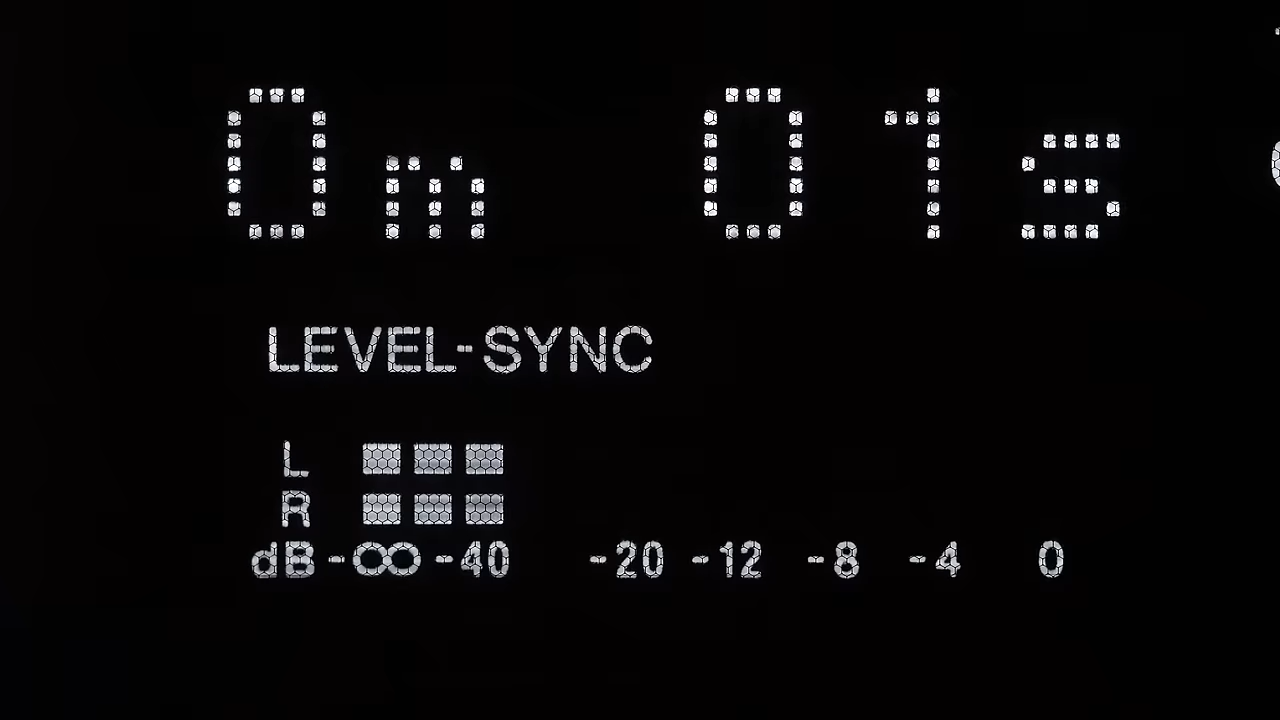 0m 01s
LEVEL-SYNC
L
R
dB -∞ -40 -20 -12 -8 -4 0